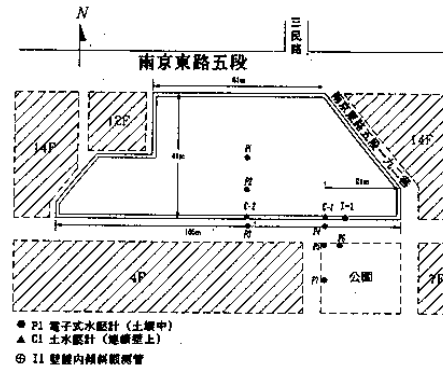 N
三民路
南京東路五段
61m
12F
14F
14F
P1
P2
C-2
C-1 I-1
P3
P4
P5 P6
P7
4F
公園
7F
● P1 電子式水壓計（土壤中）
▲ C1 土水壓計（連續壁上）
⊕ I1 壁體內傾斜觀測管